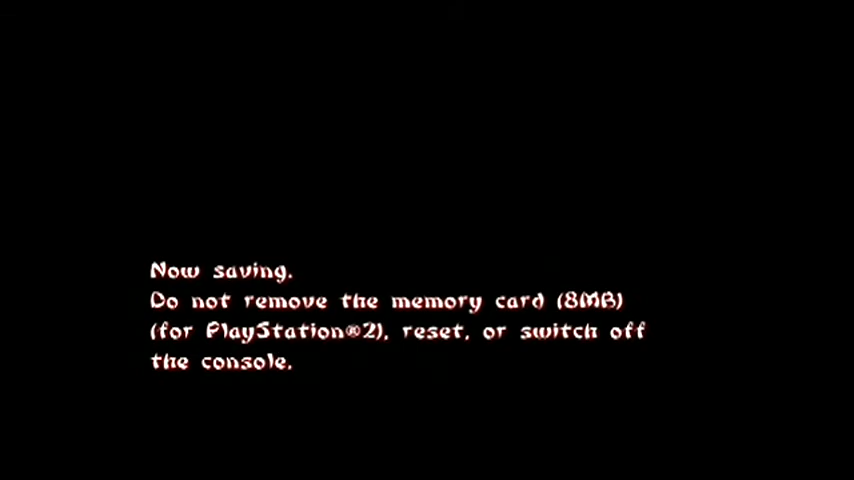 Now saving.
Do not remove the memory card (8MB)
(for PlayStation®2), reset, or switch off
the console.